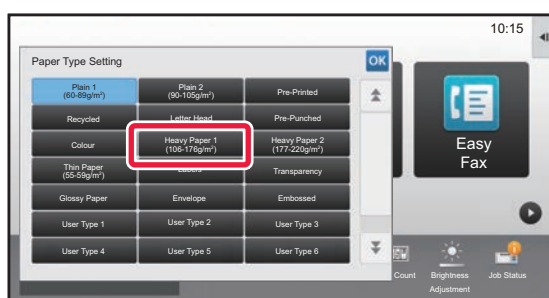 10:15
Paper Type Setting
OK
Plain 1
(60-89g/m²)
Plain 2
(90-105g/m²)
Pre-Printed
Recycled
Letter Head
Pre-Punched
Colour
Heavy Paper 1
(106-176g/m²)
Heavy Paper 2
(177-220g/m²)
Thin Paper
(55-59g/m²)
Labels
Transparency
Glossy Paper
Envelope
Embossed
User Type 1
User Type 2
User Type 3
User Type 4
User Type 5
User Type 6
Easy
Fax
Count
Brightness
Adjustment
Job Status